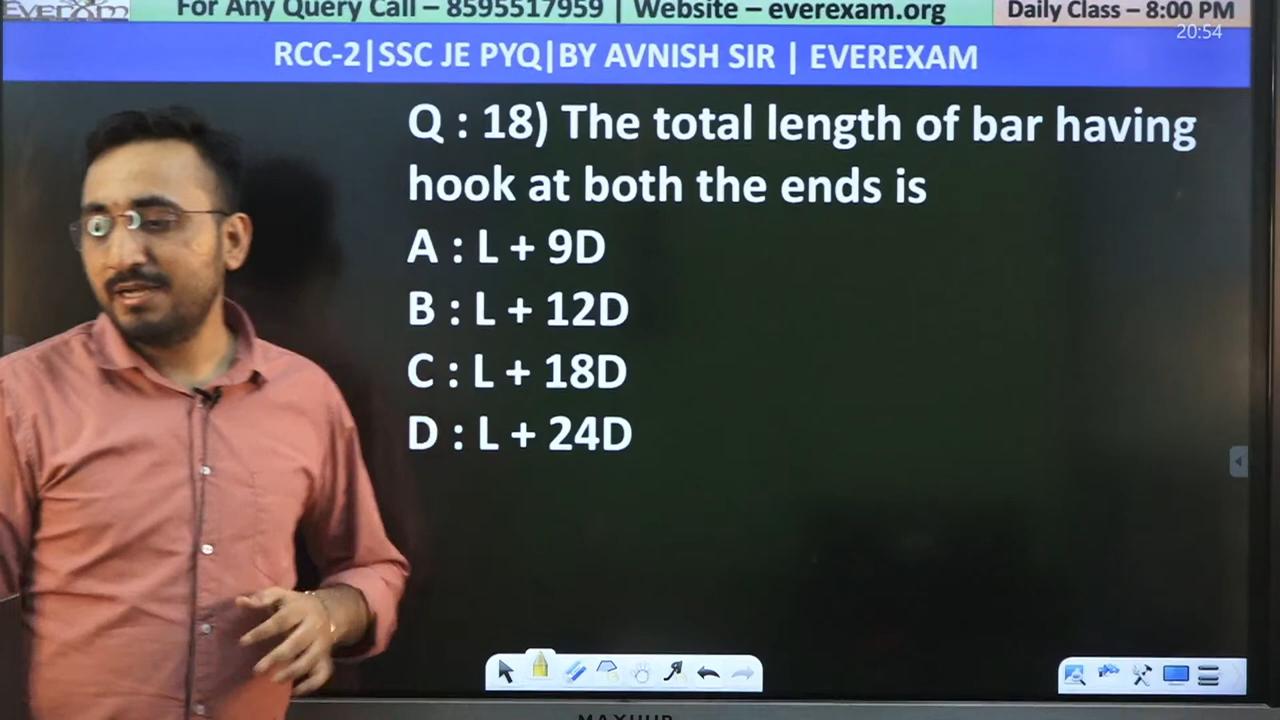 For Any Query Call – 8595517959 | Website – everexam.org
Daily Class – 8:00 PM
20:54
RCC-2|SSC JE PYQ|BY AVNISH SIR | EVEREXAM
Q : 18) The total length of bar having
hook at both the ends is
A : L + 9D
B : L + 12D
C : L + 18D
D : L + 24D